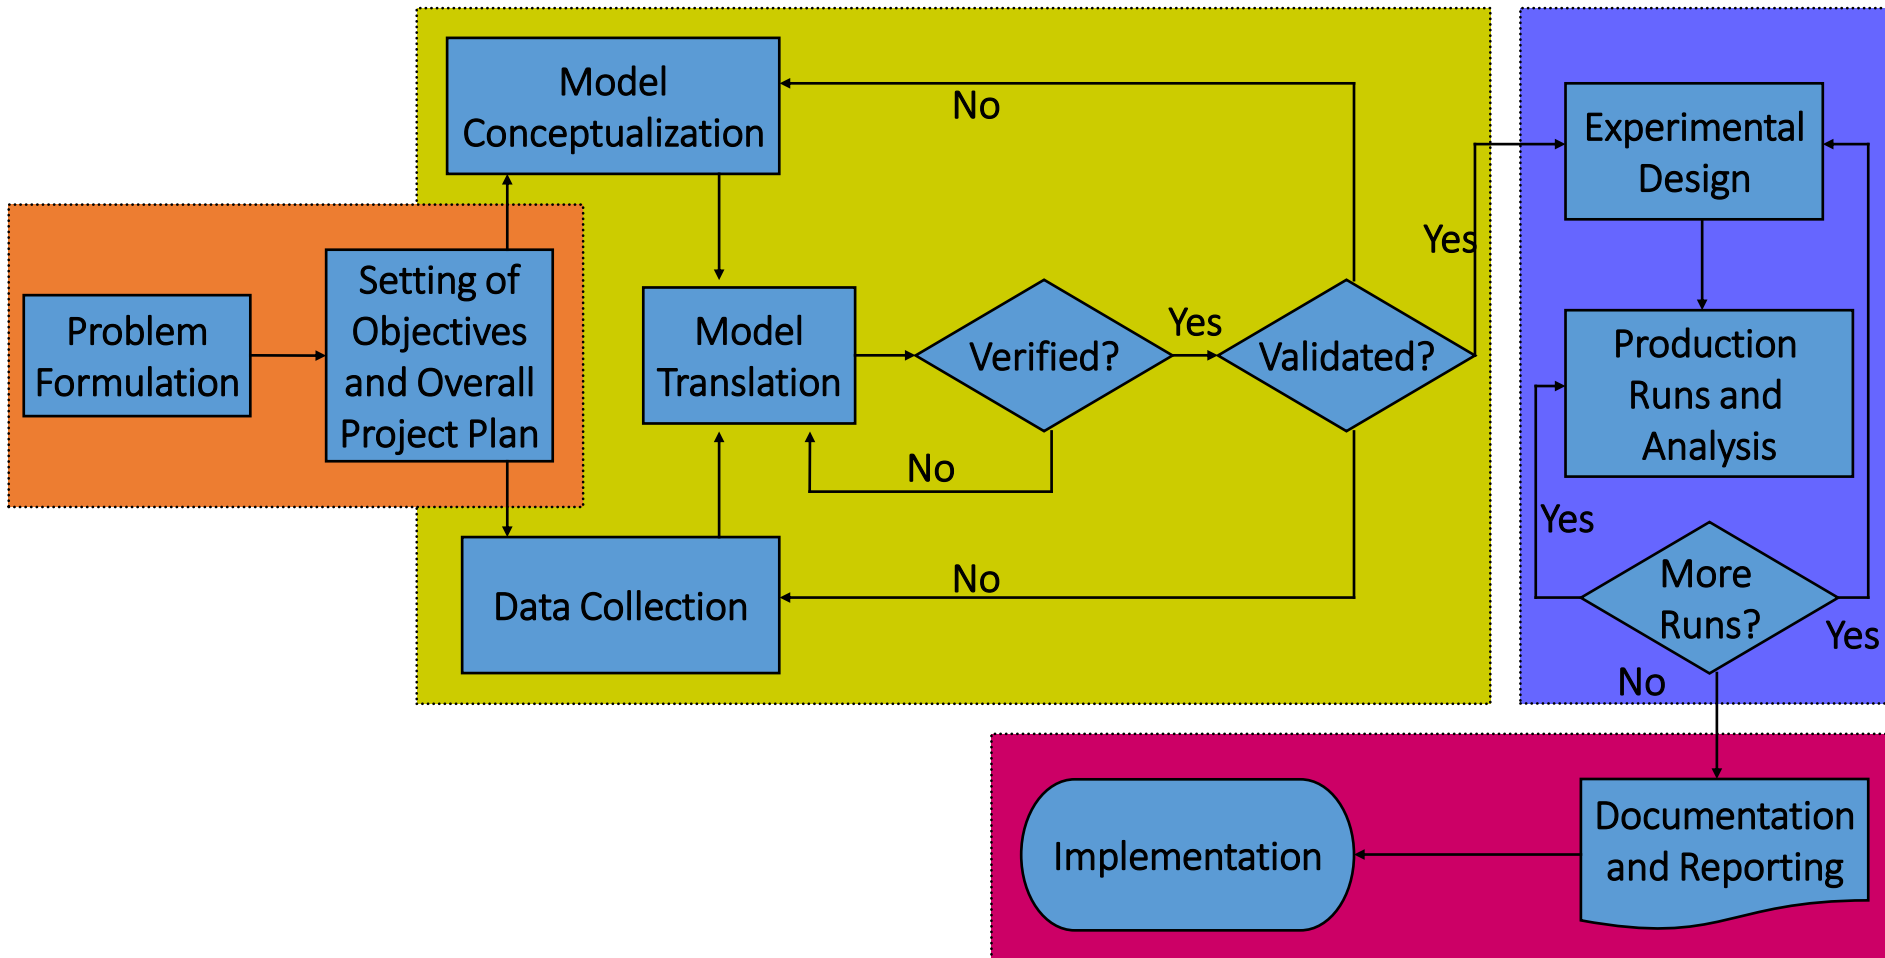 Problem
Formulation
Setting of
Objectives
and Overall
Project Plan
Model
Conceptualization
Data Collection
Model
Translation
Verified?
No
Yes
Validated?
No
No
Yes
Experimental
Design
Production
Runs and
Analysis
Yes
More
Runs?
Yes
No
Documentation
and Reporting
Implementation